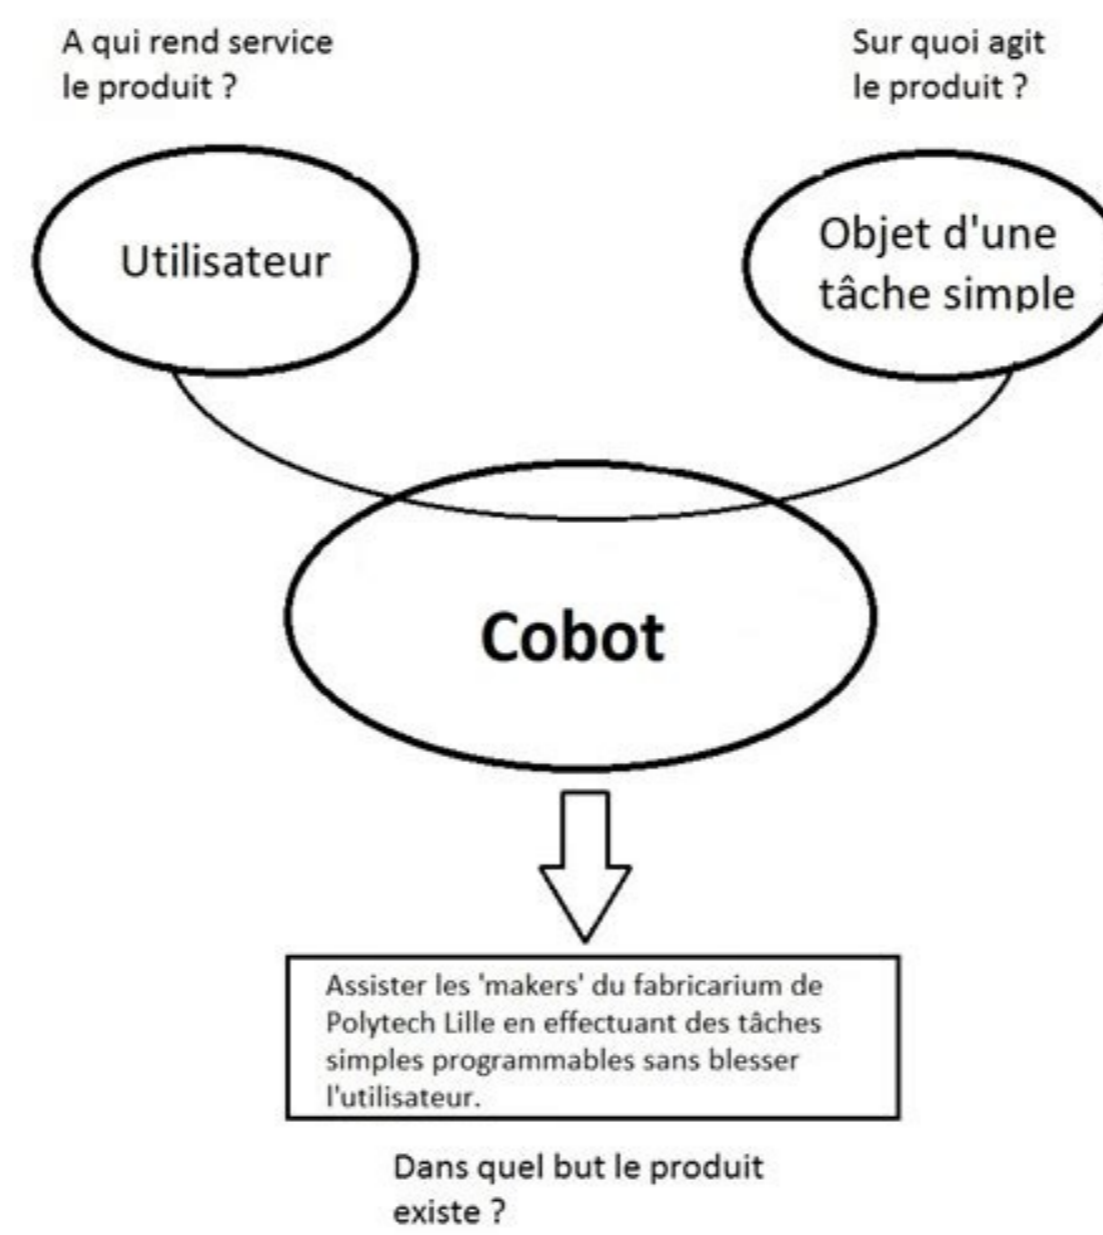 A qui rend service
le produit ?
Sur quoi agit
le produit ?
Utilisateur
Objet d'une
tâche simple
Cobot
Assister les 'makers' du fabricarium de
Polytech Lille en effectuant des tâches
simples programmables sans blesser
l'utilisateur.
Dans quel but le produit
existe ?